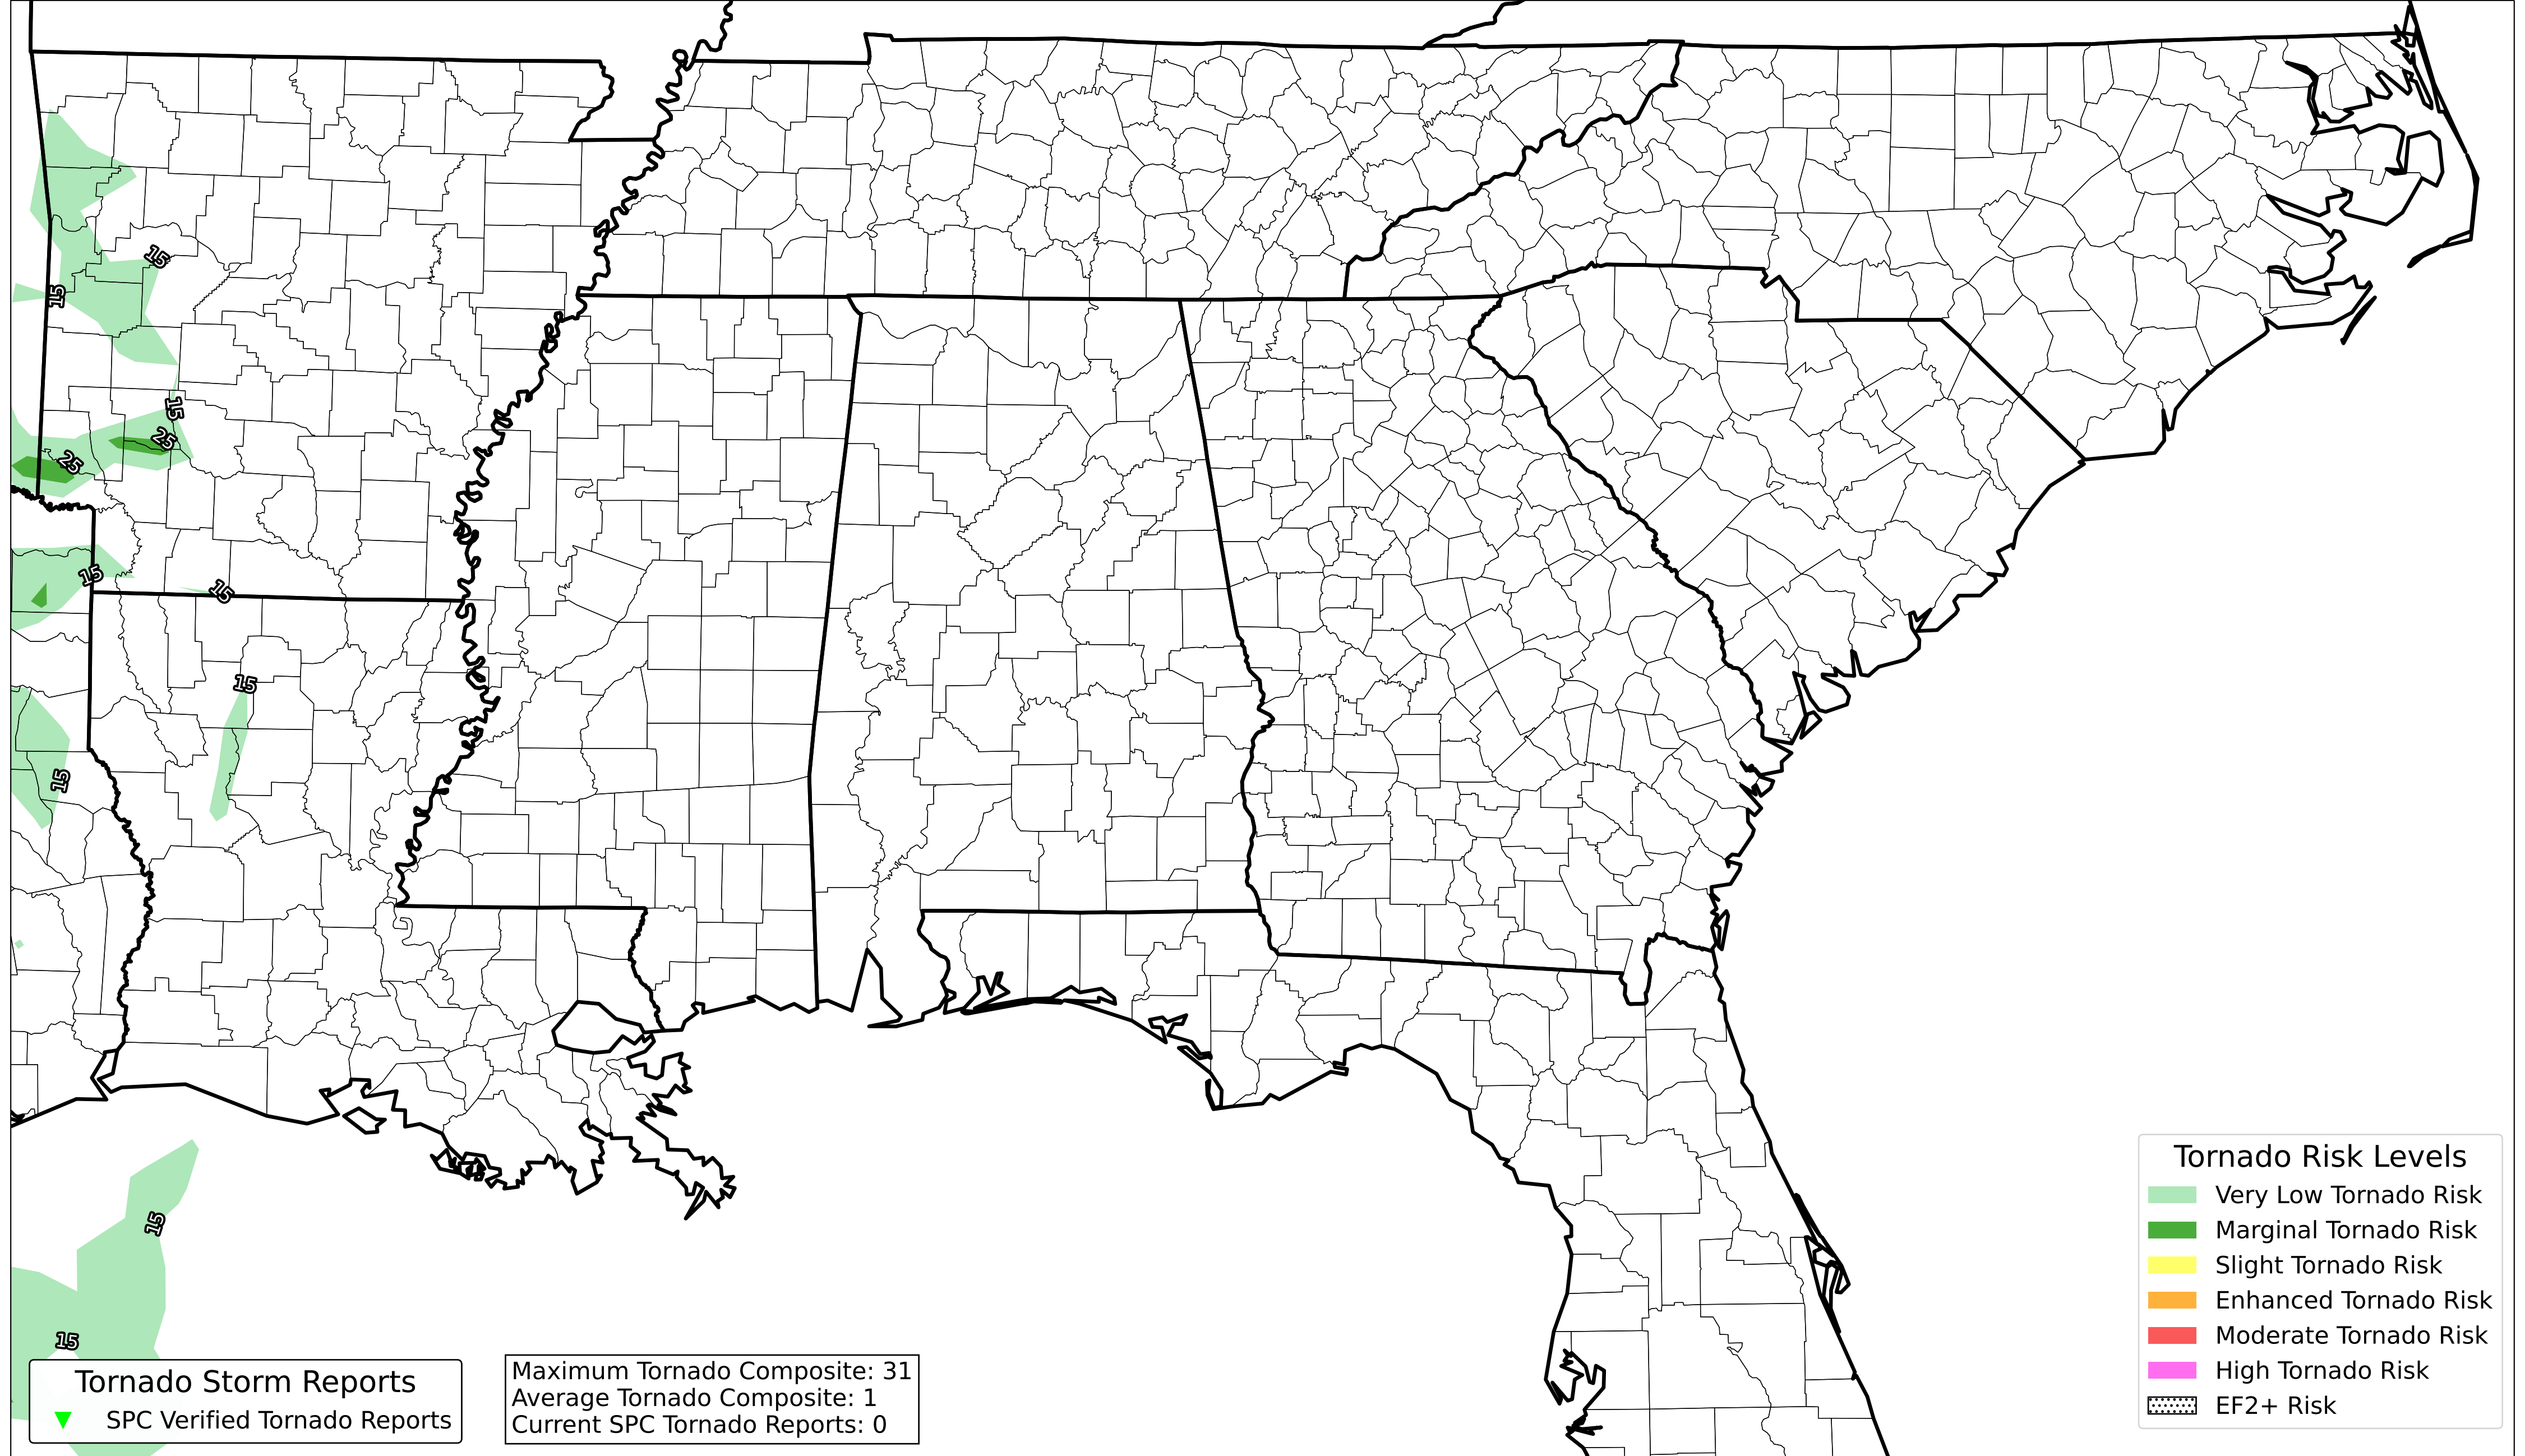 15
15
15
25
25
15
15
15
15
15
15
Tornado Storm Reports
SPC Verified Tornado Reports
Maximum Tornado Composite: 31
Average Tornado Composite: 1
Current SPC Tornado Reports: 0
Tornado Risk Levels
Very Low Tornado Risk
Marginal Tornado Risk
Slight Tornado Risk
Enhanced Tornado Risk
Moderate Tornado Risk
High Tornado Risk
EF2+ Risk